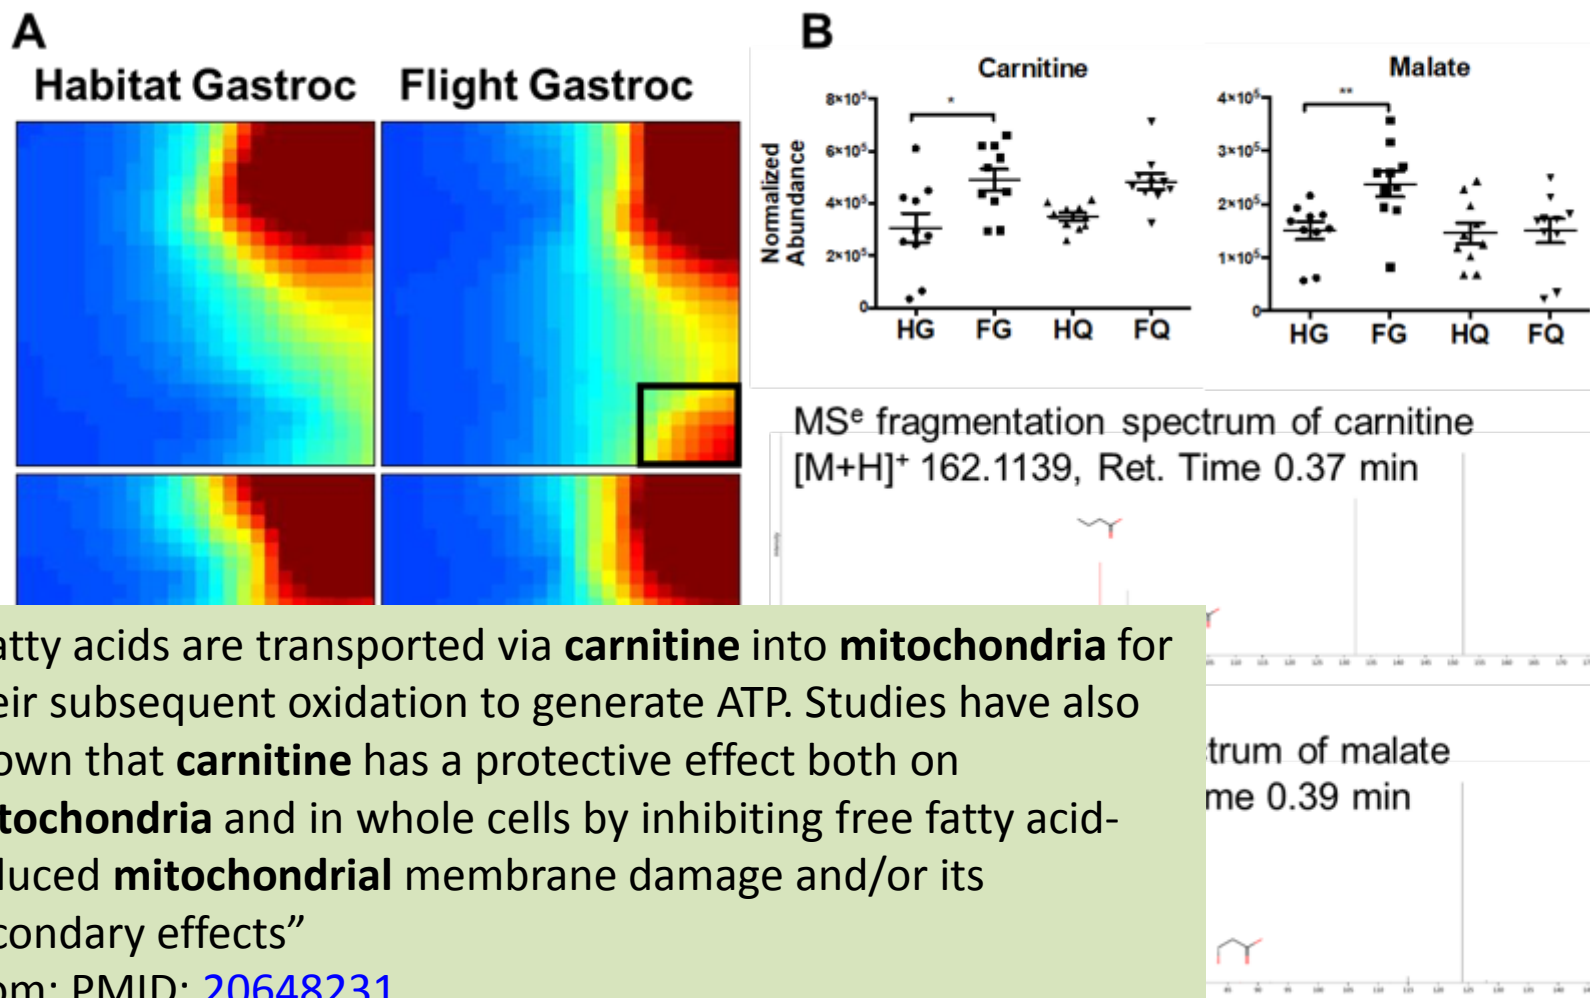 A
Habitat Gastroc
Flight Gastroc
B
Carnitine
Normalized
Abundance
8×10⁵
6×10⁵
4×10⁵
2×10⁵
0
*
HG
FG
HQ
FQ
Malate
4×10⁵
3×10⁵
2×10⁵
1×10⁵
0
**
HG
FG
HQ
FQ
MSᵉ fragmentation spectrum of carnitine
[M+H]⁺ 162.1139, Ret. Time 0.37 min
atty acids are transported via carnitine into mitochondria for
eir subsequent oxidation to generate ATP. Studies have also
own that carnitine has a protective effect both on
tochondria and in whole cells by inhibiting free fatty acid-
duced mitochondrial membrane damage and/or its
condary effects”
om: PMID: 20648231
trum of malate
me 0.39 min